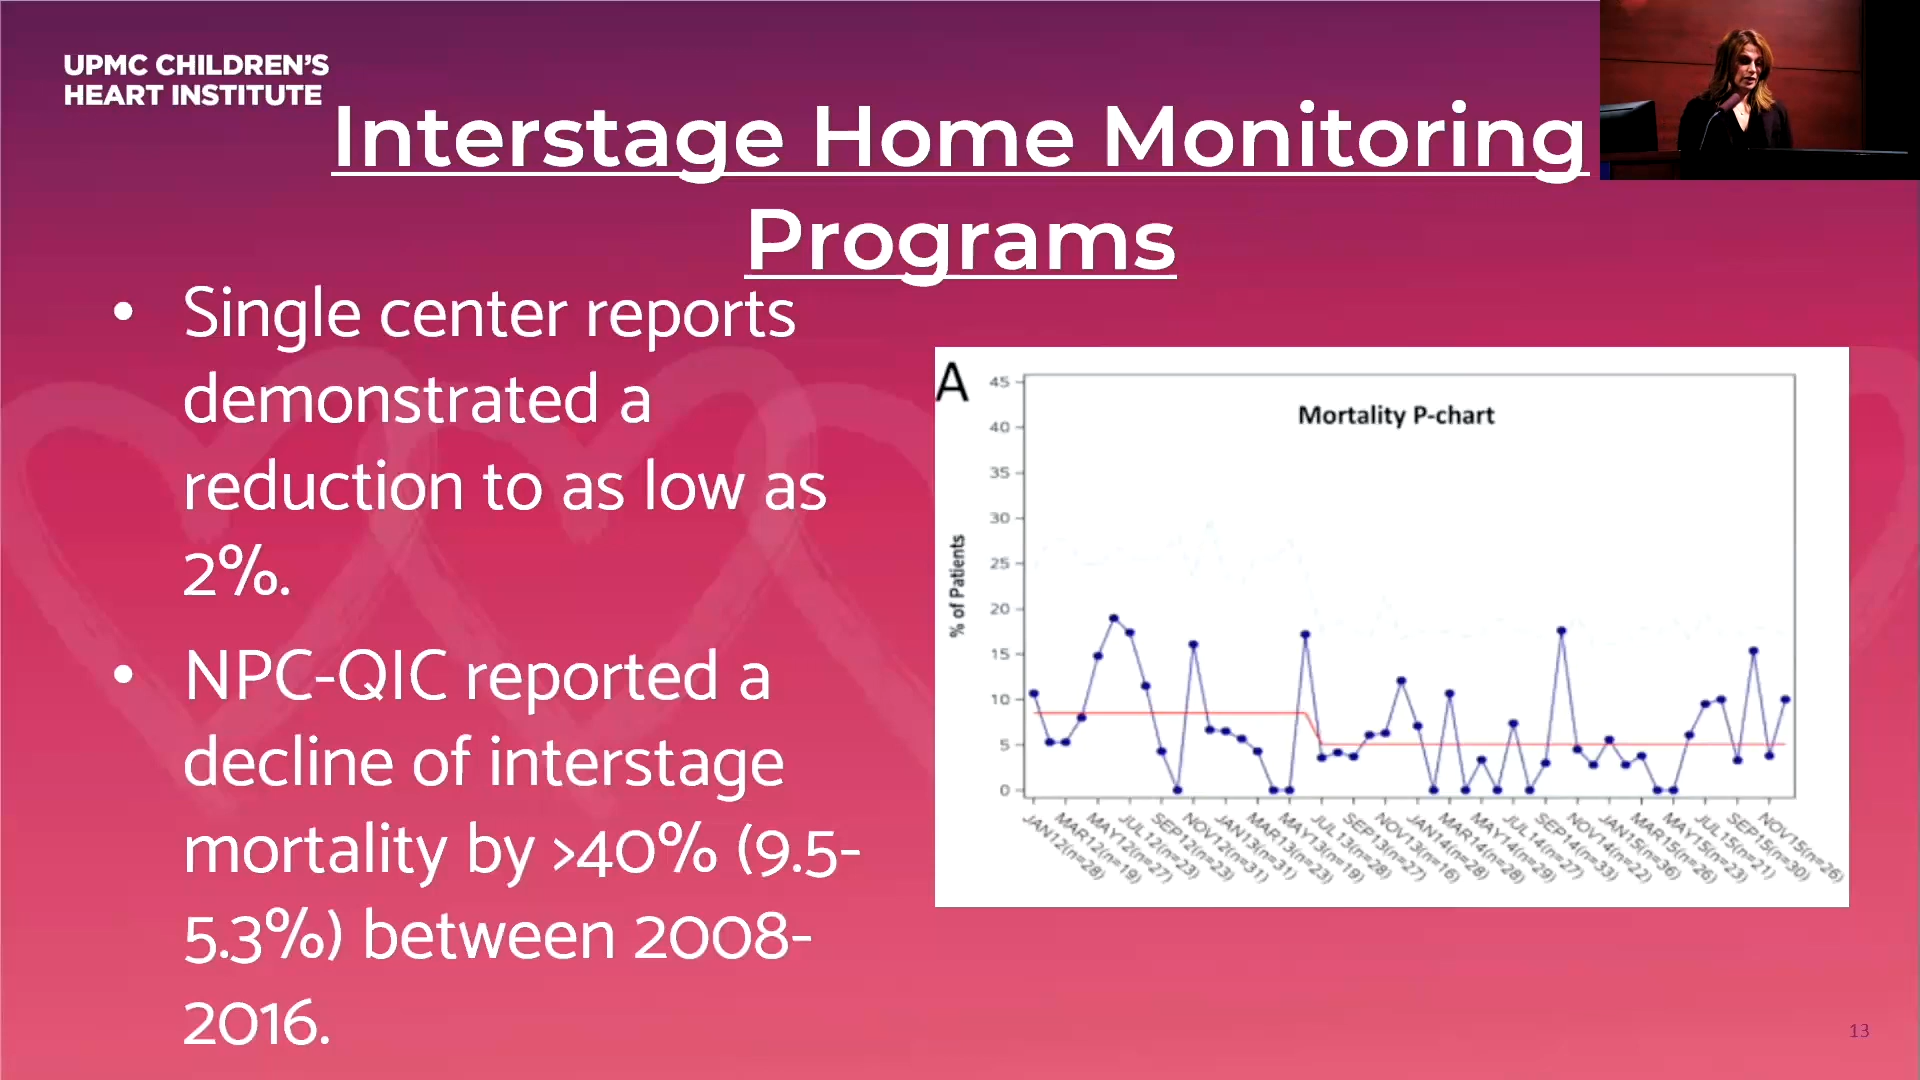 UPMC CHILDREN'S
HEART INSTITUTE
Interstage Home Monitoring
Programs
• Single center reports
demonstrated a
reduction to as low as
2%.
• NPC-QIC reported a
decline of interstage
mortality by >40% (9.5-
5.3%) between 2008-
2016.
A
Mortality P-chart
% of Patients
45
40
35
30
25
20
15
10
5
0
JAN12(n=28)
MAR12(n=19)
MAY12(n=27)
JUL12(n=23)
SEP12(n=23)
NOV12(n=31)
JAN13(n=31)
MAR13(n=23)
MAY13(n=19)
JUL13(n=28)
SEP13(n=27)
NOV13(n=16)
JAN14(n=28)
MAR14(n=28)
MAY14(n=29)
JUL14(n=27)
SEP14(n=33)
NOV14(n=22)
JAN15(n=36)
MAR15(n=26)
MAY15(n=23)
JUL15(n=21)
SEP15(n=30)
NOV15(n=26)
13